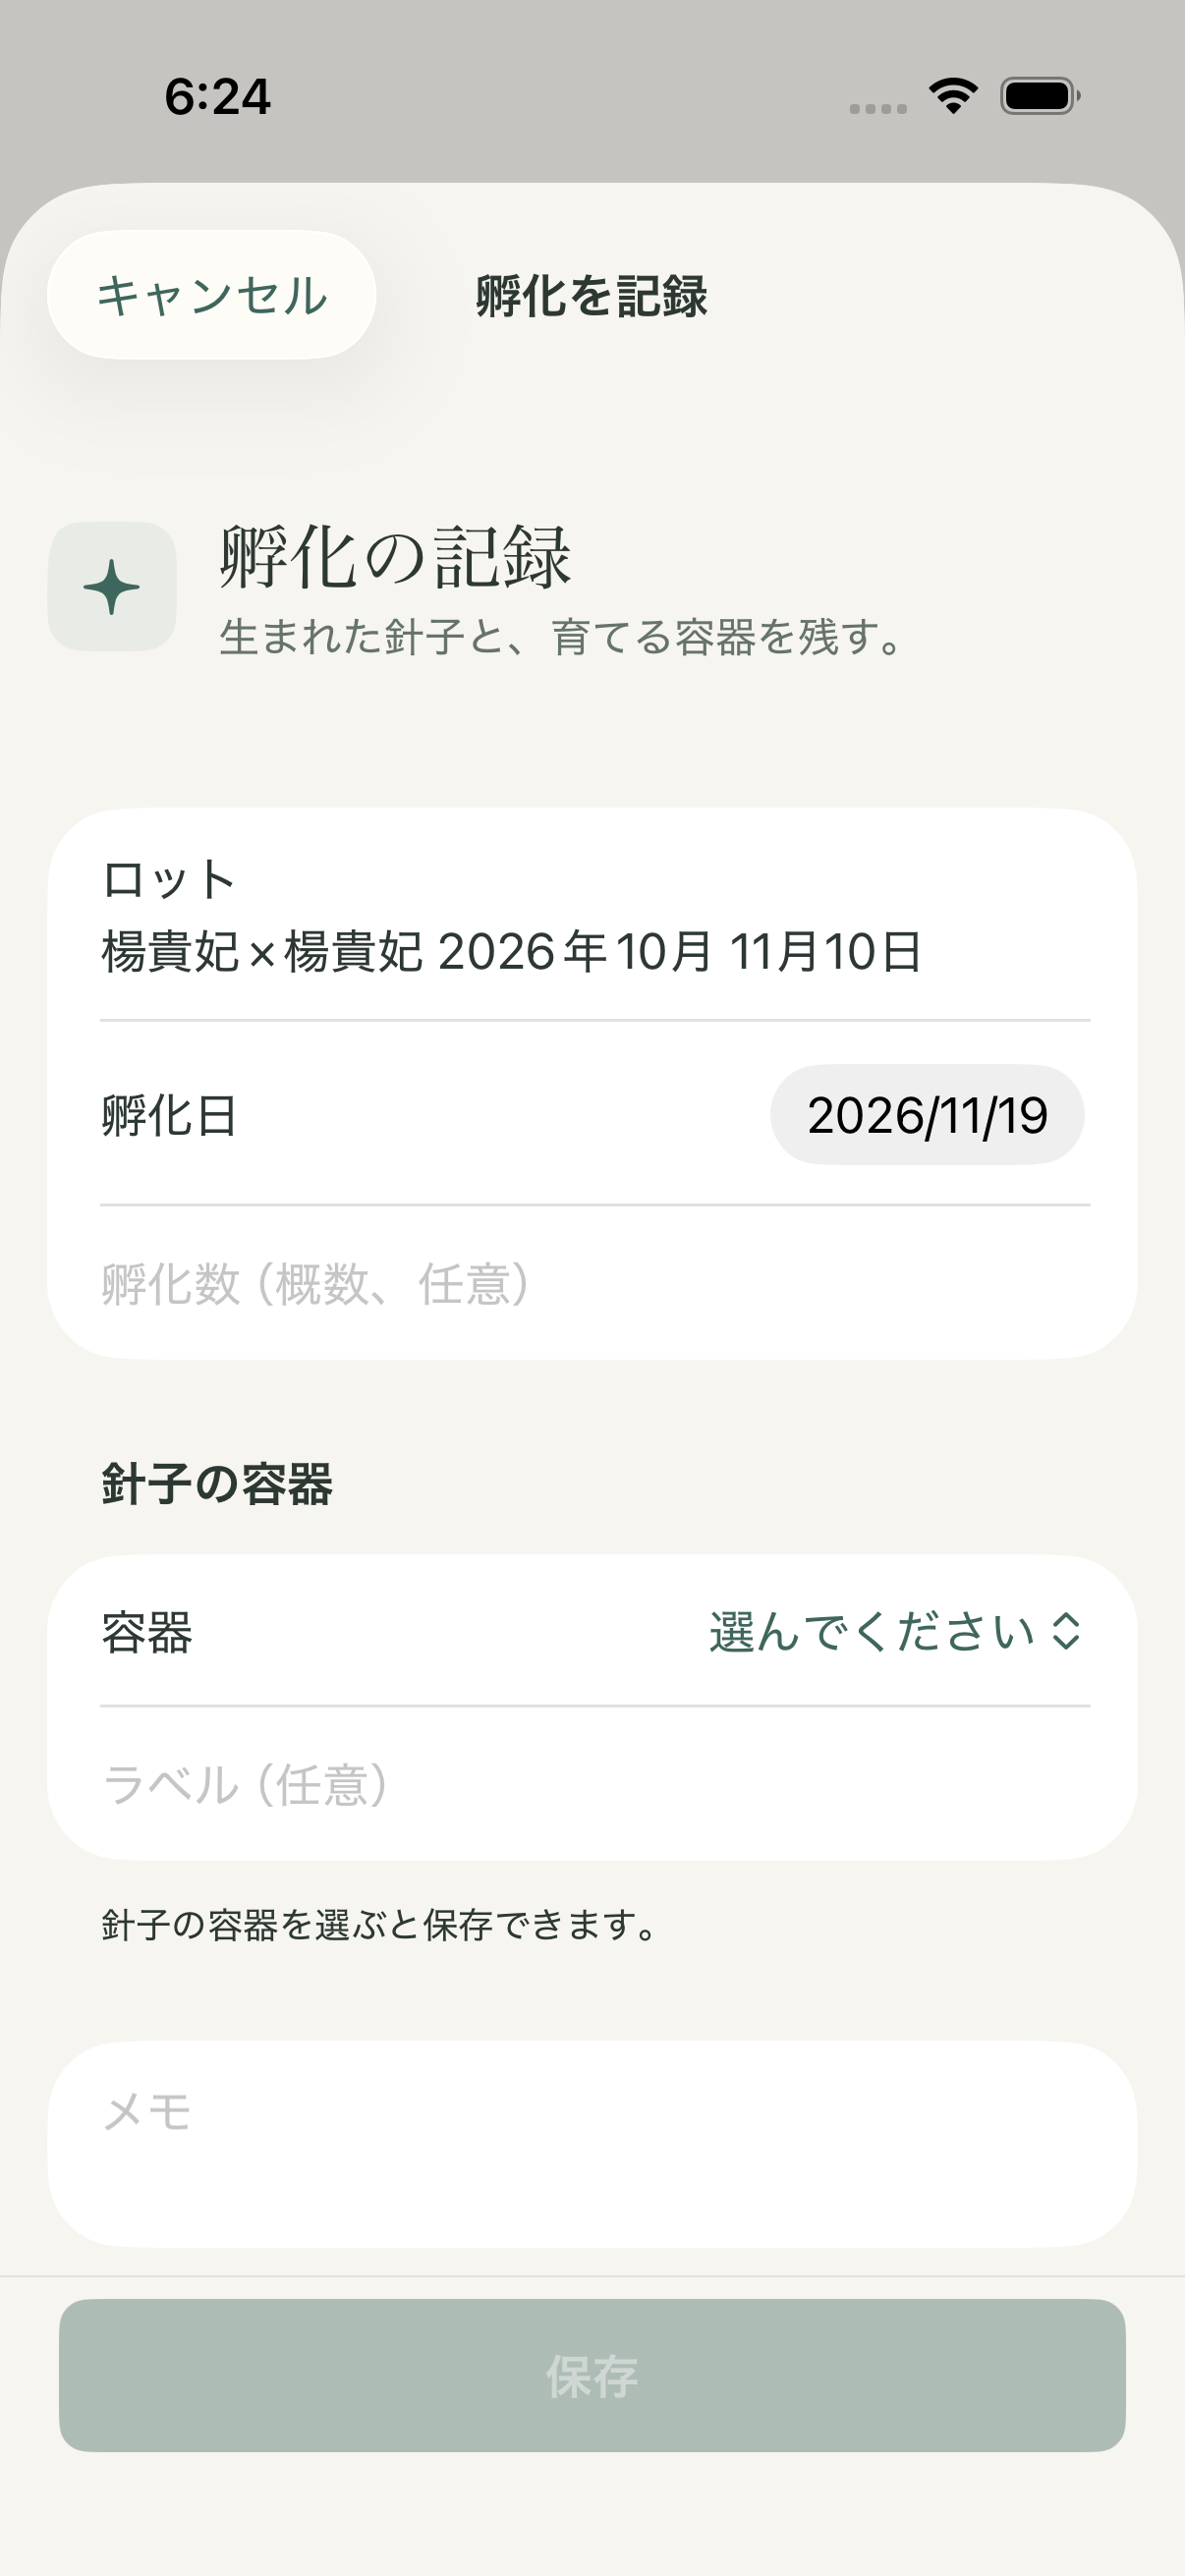 6:24
キャンセル
孵化を記録
孵化の記録
生まれた針子と、育てる容器を残す。
ロット
楊貴妃×楊貴妃 2026年10月 11月10日
孵化日
2026/11/19
孵化数（概数、任意）
針子の容器
容器
選んでください
ラベル（任意）
針子の容器を選ぶと保存できます。
メモ
保存